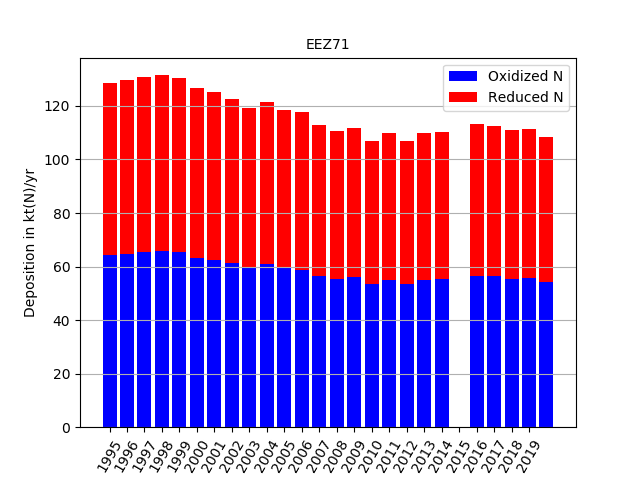 EEZ71
Oxidized N
Reduced N
Deposition in kt(N)/yr
120
100
80
60
40
20
0
1995 1996 1997 1998 1999 2000 2001 2002 2003 2004 2005 2006 2007 2008 2009 2010 2011 2012 2013 2014 2015 2016 2017 2018 2019